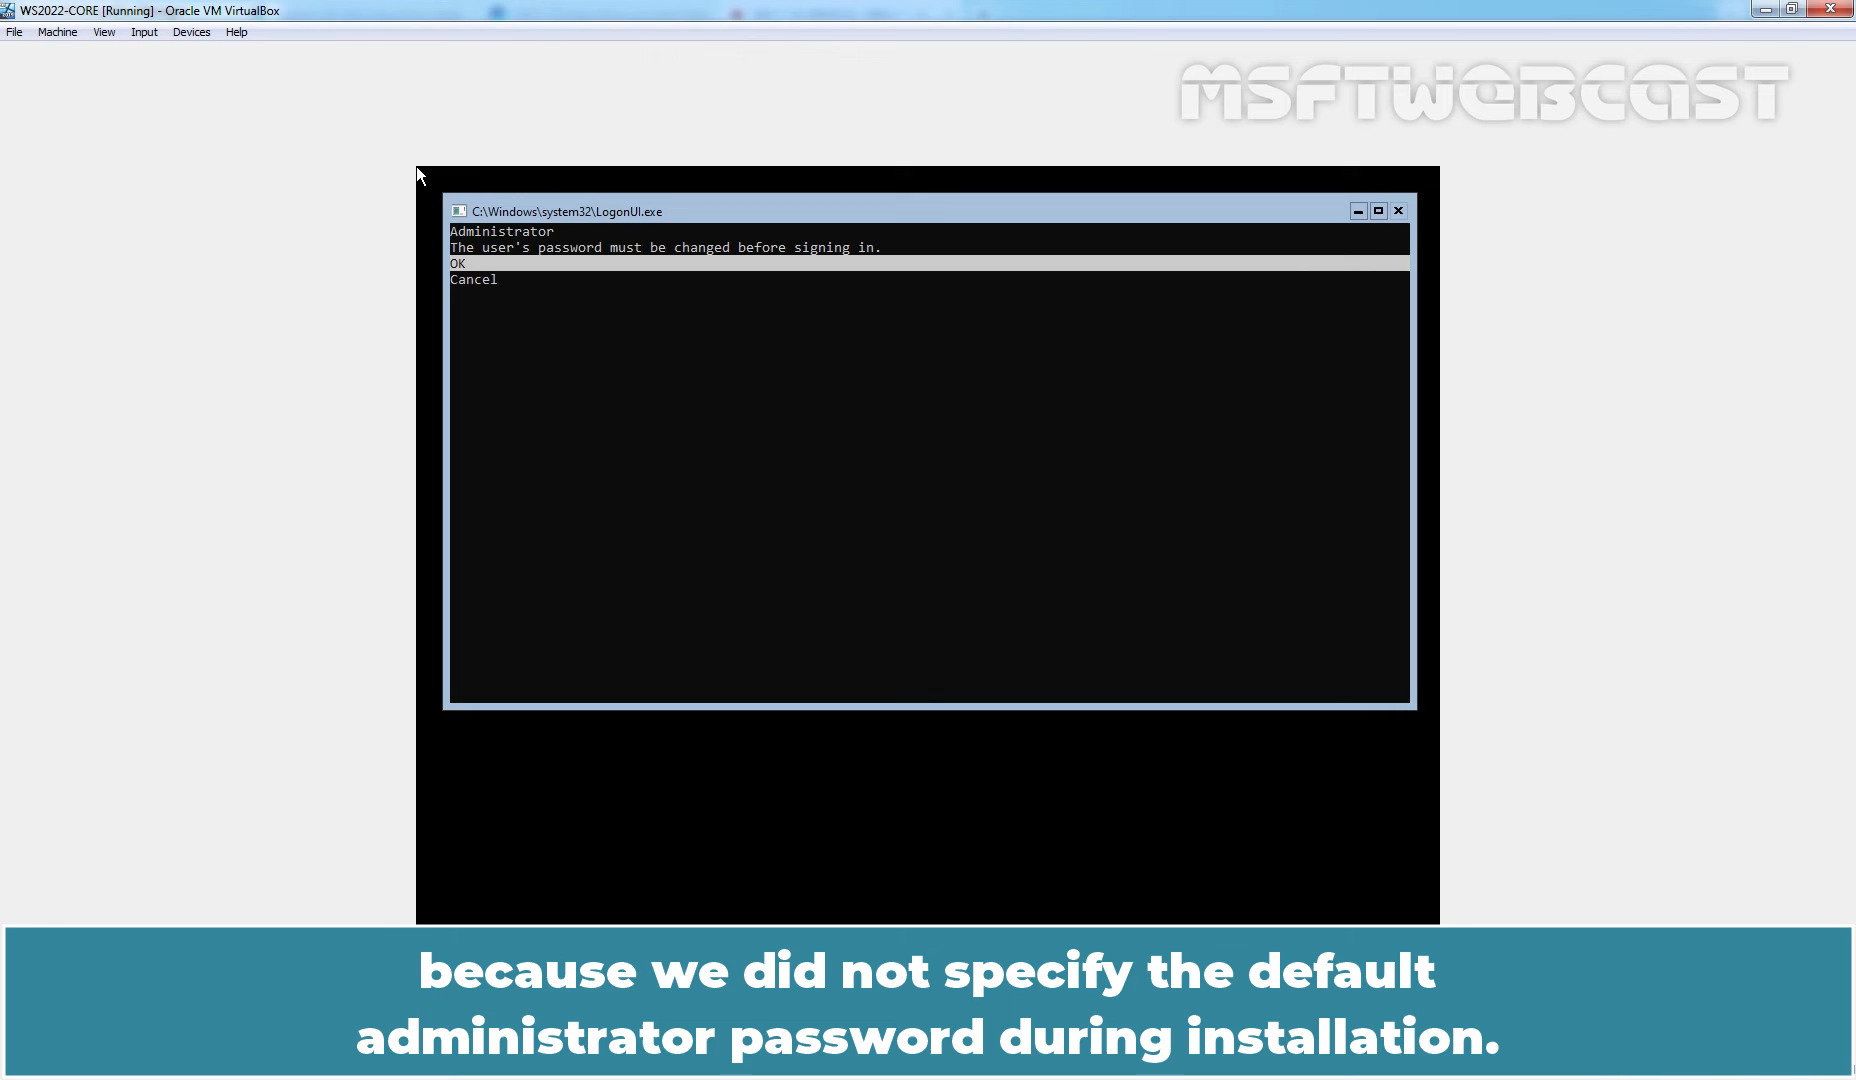 WS2022-CORE [Running] - Oracle VM VirtualBox
File Machine View Input Devices Help
MSFTWEBCAST
C:\Windows\system32\LogonUI.exe
Administrator
The user's password must be changed before signing in.
OK
Cancel
because we did not specify the default
administrator password during installation.